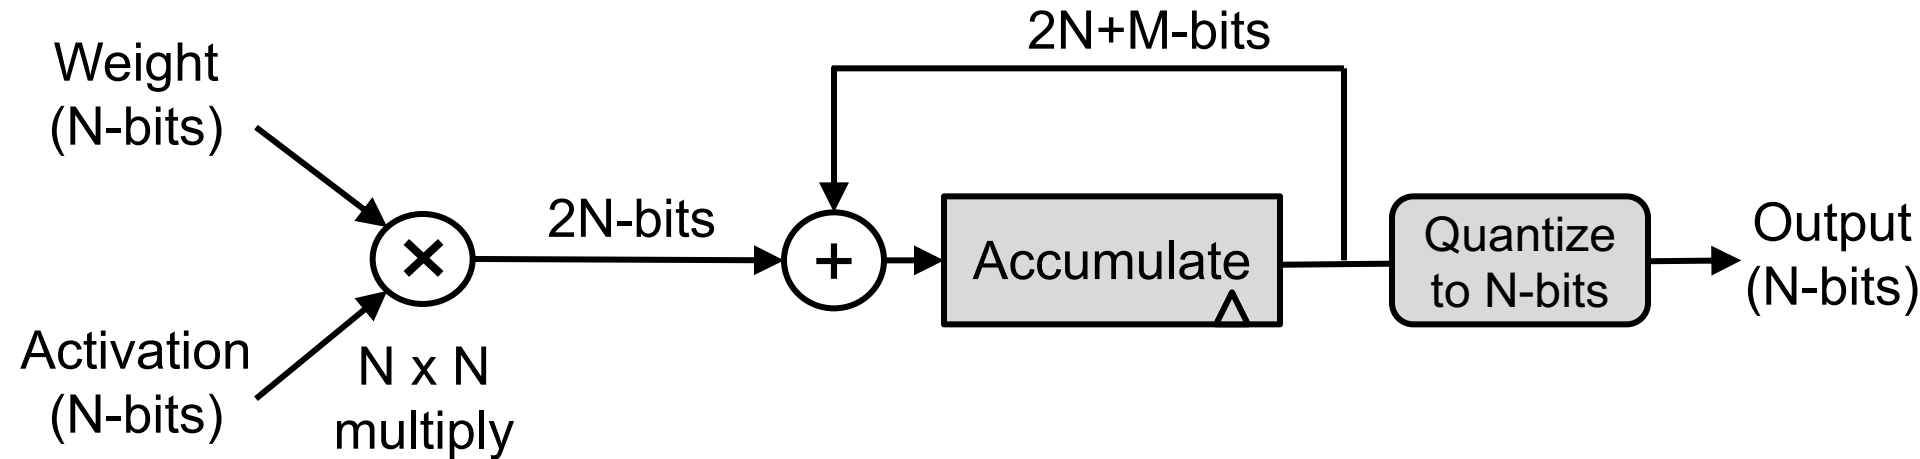 Weight
(N-bits)
Activation
(N-bits)
×
N x N
multiply
2N-bits
+
2N+M-bits
Accumulate
Quantize
to N-bits
Output
(N-bits)